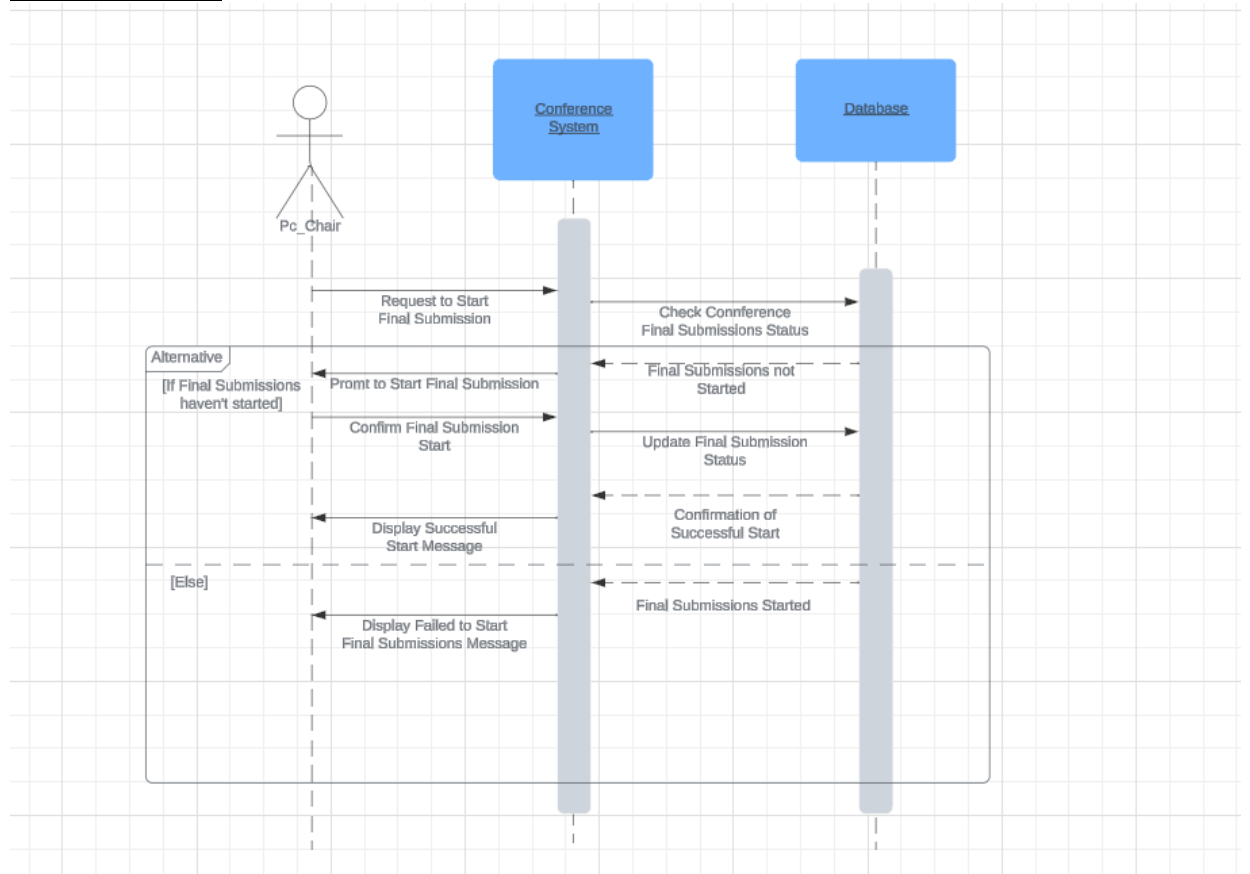 Conference
System
Database
Pc_Chair
Request to Start
Final Submission
Check Connference
Final Submissions Status
Alternative
[If Final Submissions
haven't started]
Promt to Start Final Submission
Final Submissions not
Started
Confirm Final Submission
Start
Update Final Submission
Status
Confirmation of
Successful Start
Display Successful
Start Message
[Else]
Final Submissions Started
Display Failed to Start
Final Submissions Message